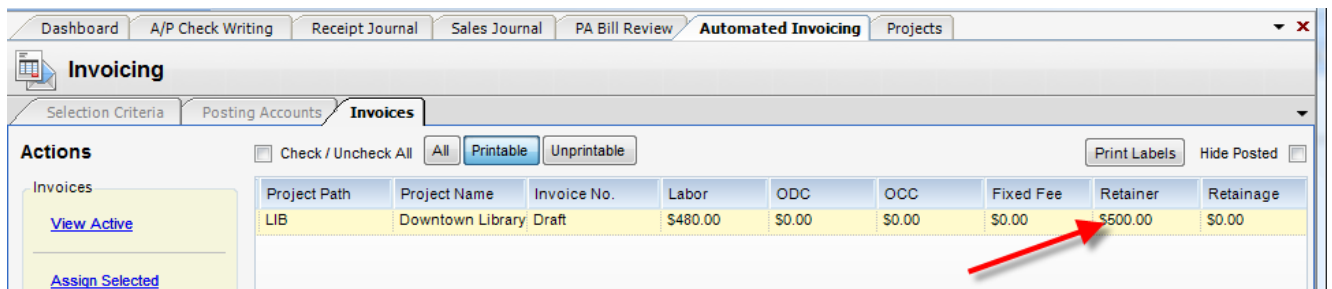 Dashboard A/P Check Writing Receipt Journal Sales Journal PA Bill Review Automated Invoicing Projects
Invoicing
Selection Criteria Posting Accounts Invoices
Actions Check / Uncheck All All Printable Unprintable Print Labels Hide Posted
Invoices Project Path Project Name Invoice No. Labor ODC OCC Fixed Fee Retainer Retainage
View Active LIB Downtown Library Draft $480.00 $0.00 $0.00 $0.00 $500.00 $0.00
Assign Selected